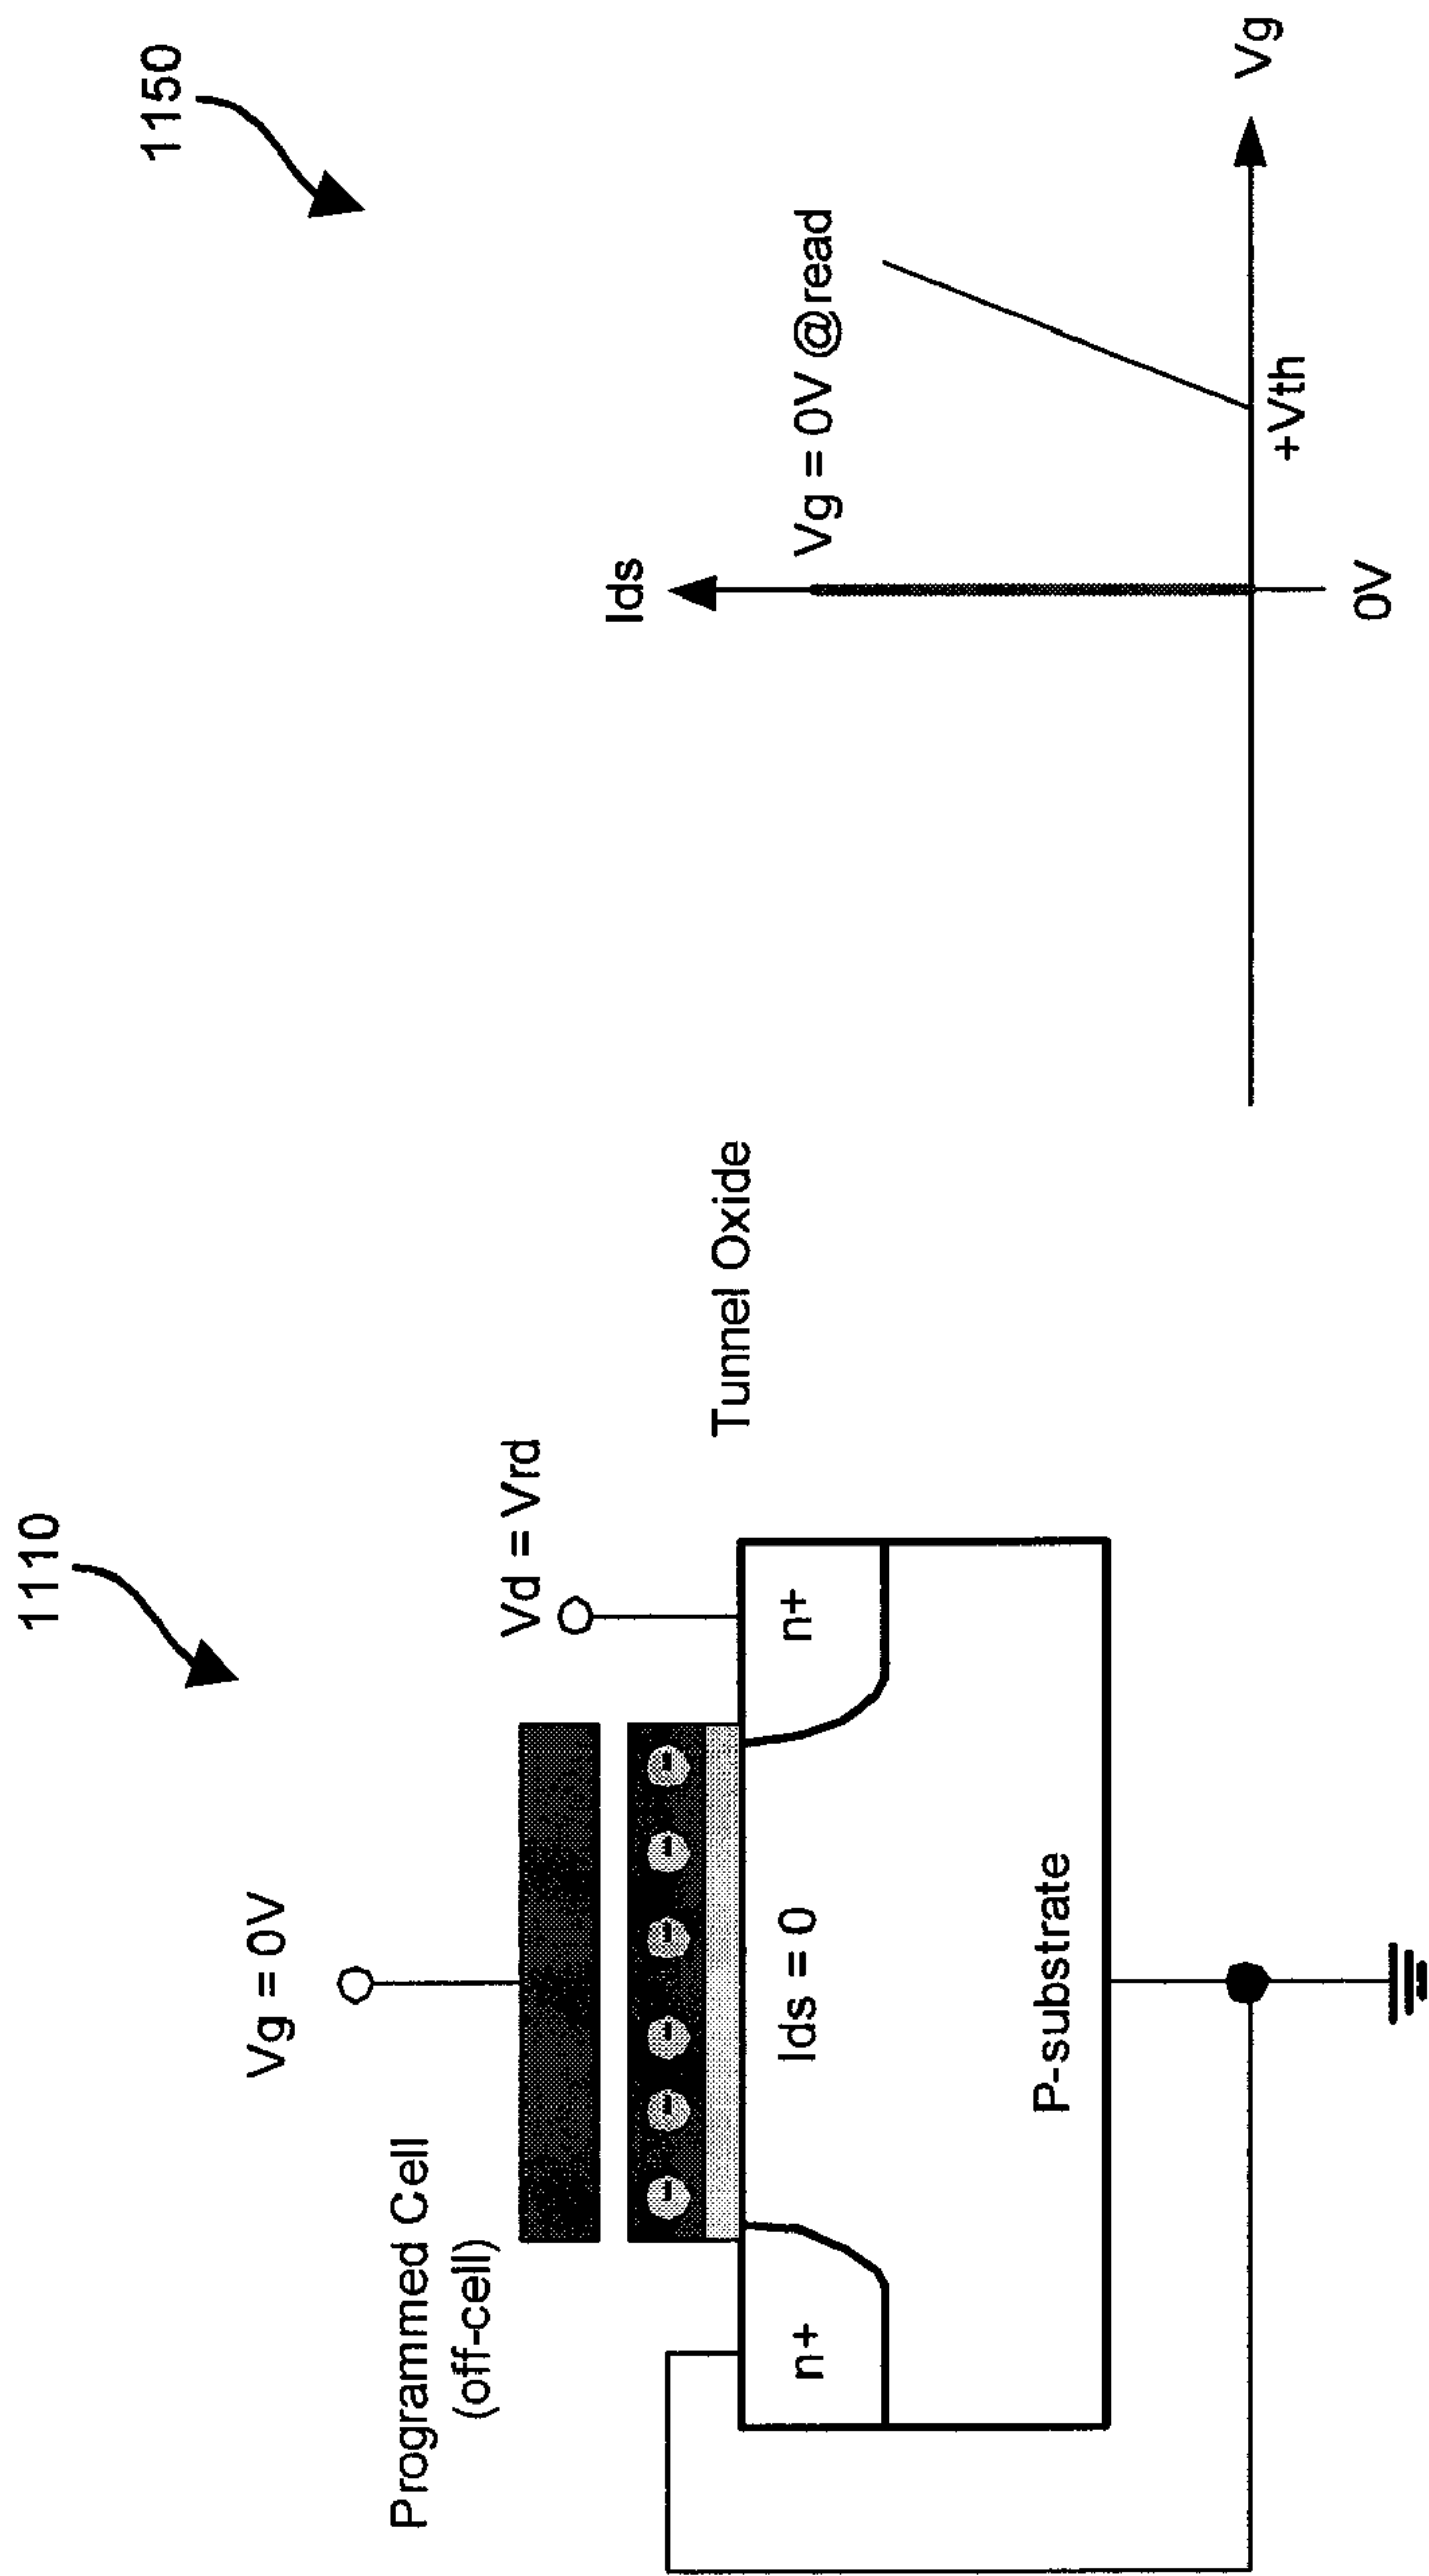 1110
1150
Vg = 0V
Programmed Cell
(off-cell)
Vd = Vrd
Tunnel Oxide
n+
Ids = 0
n+
P-substrate
Ids
Vg = 0V @read
Vg
+Vth
0V